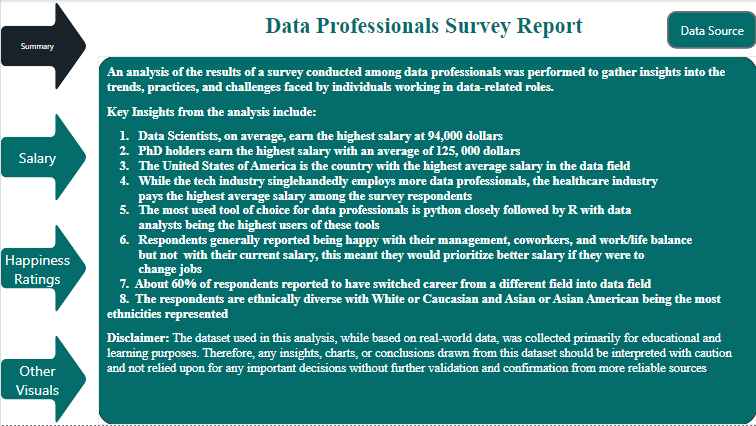 Data Professionals Survey Report
Data Source
Summary
Salary
Happiness
Ratings
Other
Visuals
An analysis of the results of a survey conducted among data professionals was performed to gather insights into the
trends, practices, and challenges faced by individuals working in data-related roles.
Key Insights from the analysis include:
1. Data Scientists, on average, earn the highest salary at 94,000 dollars
2. PhD holders earn the highest salary with an average of 125, 000 dollars
3. The United States of America is the country with the highest average salary in the data field
4. While the tech industry singlehandedly employs more data professionals, the healthcare industry
pays the highest average salary among the survey respondents
5. The most used tool of choice for data professionals is python closely followed by R with data
analysts being the highest users of these tools
6. Respondents generally reported being happy with their management, coworkers, and work/life balance
but not with their current salary, this meant they would prioritize better salary if they were to
change jobs
7. About 60% of respondents reported to have switched career from a different field into data field
8. The respondents are ethnically diverse with White or Caucasian and Asian or Asian American being the most
ethnicities represented
Disclaimer: The dataset used in this analysis, while based on real-world data, was collected primarily for educational and
learning purposes. Therefore, any insights, charts, or conclusions drawn from this dataset should be interpreted with caution
and not relied upon for any important decisions without further validation and confirmation from more reliable sources